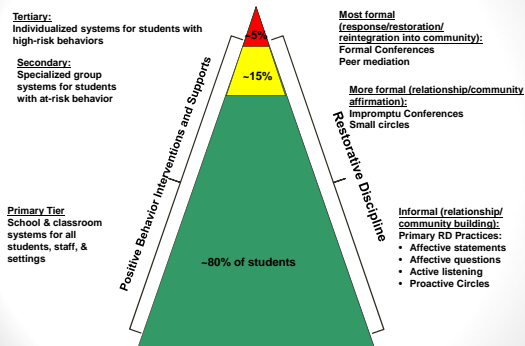 Tertiary:
Individualized systems for students with
high-risk behaviors
Secondary:
Specialized group
systems for students
with at-risk behavior
Primary Tier
School & classroom
systems for all
students, staff, &
settings
Positive Behavior Interventions and Supports
~5%
~15%
~80% of students
Restorative Discipline
Most formal
(response/restoration/
reintegration into community):
Formal Conferences
Peer mediation
More formal (relationship/community
affirmation):
Impromptu Conferences
Small circles
Informal (relationship/
community building):
Primary RD Practices:
• Affective statements
• Affective questions
• Active listening
• Proactive Circles